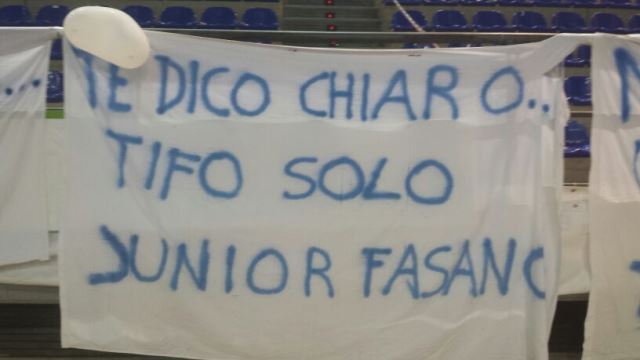 ...
TE DICO CHIARO..
TIFO SOLO
JUNIOR FASANO